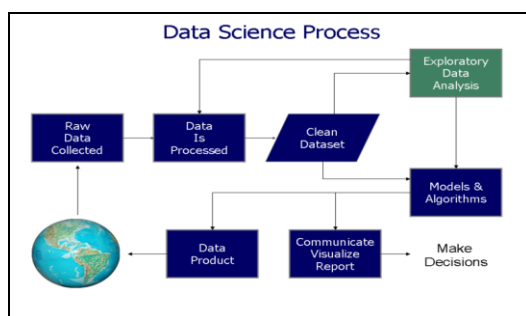 Data Science Process
Exploratory
Data
Analysis
Raw
Data
Collected
Data
Is
Processed
Clean
Dataset
Models &
Algorithms
Data
Product
Communicate
Visualize
Report
Make
Decisions